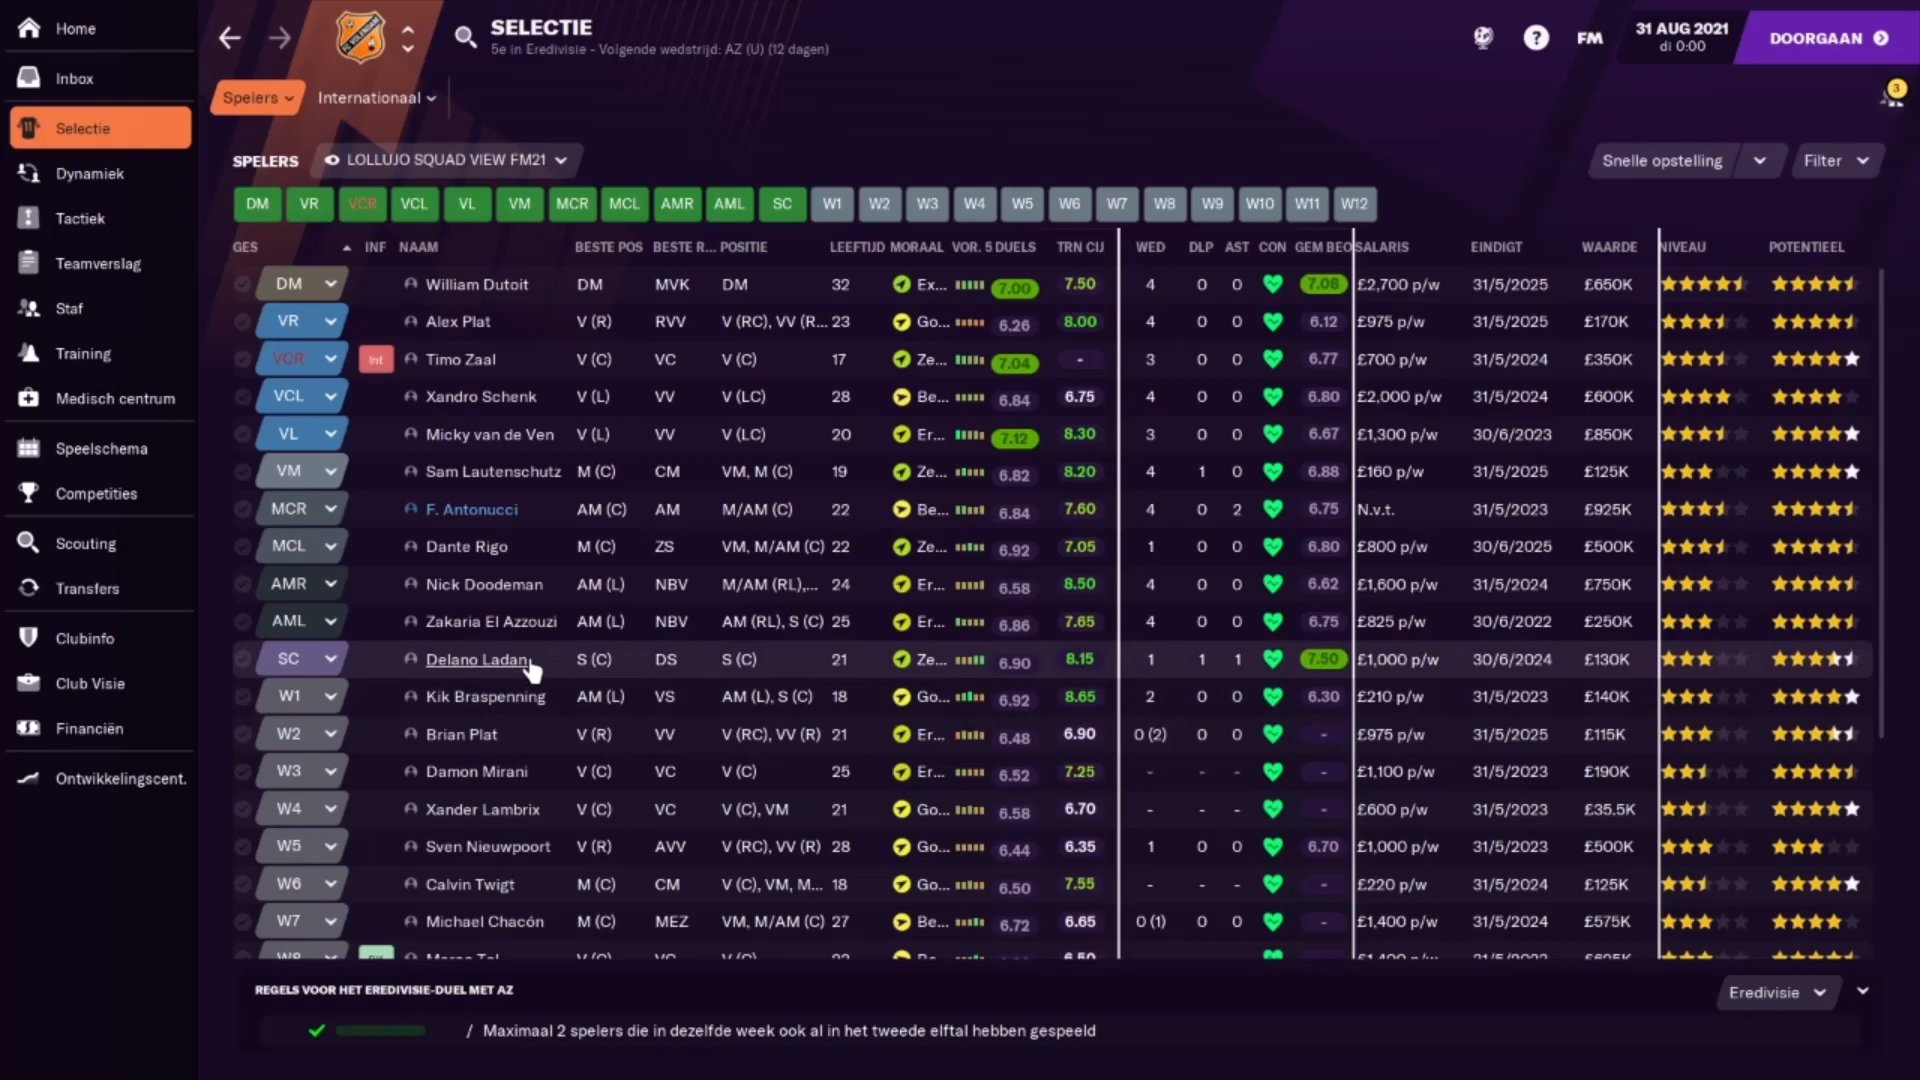 Home
Inbox
Selectie
Dynamiek
Tactiek
Teamverslag
Staf
Training
Medisch centrum
Speelschema
Competities
Scouting
Transfers
Clubinfo
Club Visie
Financiën
Ontwikkelingscent.
FC VOLENDAM
SELECTIE
5e in Eredivisie - Volgende wedstrijd: AZ (U) (12 dagen)
FM
31 AUG 2021
di 0:00
DOORGAAN
3
Spelers Internationaal
SPELERS LOLLUJO SQUAD VIEW FM21 Snelle opstelling Filter
DM VR VCR VCL VL VM MCR MCL AMR AML SC W1 W2 W3 W4 W5 W6 W7 W8 W9 W10 W11 W12
GES INF NAAM BESTE POS BESTE R... POSITIE LEEFTIJD MORAAL VOR. 5 DUELS TRN CIJ WED DLP AST CON GEM BEO SALARIS EINDIGT WAARDE NIVEAU POTENTIEEL
DM William Dutoit DM MVK DM 32 Ex... 7.00 7.50 4 0 0 7.08 £2,700 p/w 31/5/2025 £650K
VR Alex Plat V (R) RVV V (RC), VV (R... 23 Go... 6.26 8.00 4 0 0 6.12 £975 p/w 31/5/2025 £170K
VCR Int Timo Zaal V (C) VC V (C) 17 Ze... 7.04 - 3 0 0 6.77 £700 p/w 31/5/2024 £350K
VCL Xandro Schenk V (L) VV V (LC) 28 Be... 6.84 6.75 4 0 0 6.80 £2,000 p/w 31/5/2024 £600K
VL Micky van de Ven V (L) VV V (LC) 20 Er... 7.12 8.30 3 0 0 6.67 £1,300 p/w 30/6/2023 £850K
VM Sam Lautenschutz M (C) CM VM, M (C) 19 Ze... 6.82 8.20 4 1 0 6.88 £160 p/w 31/5/2025 £125K
MCR F. Antonucci AM (C) AM M/AM (C) 22 Be... 6.84 7.60 4 0 2 6.75 N.v.t. 31/5/2023 £925K
MCL Dante Rigo M (C) ZS VM, M/AM (C) 22 Ze... 6.92 7.05 1 0 0 6.80 £800 p/w 30/6/2025 £500K
AMR Nick Doodeman AM (L) NBV M/AM (RL),... 24 Er... 6.58 8.50 4 0 0 6.62 £1,600 p/w 31/5/2024 £750K
AML Zakaria El Azzouzi AM (L) NBV AM (RL), S (C) 25 Er... 6.86 7.65 4 0 0 6.75 £825 p/w 31/5/2022 £250K
SC Delano Ladan S (C) DS S (C) 21 Ze... 6.90 8.15 1 1 1 7.50 £1,000 p/w 30/6/2024 £130K
W1 Kik Braspenning AM (L) VS AM (L), S (C) 18 Go... 6.92 8.65 2 0 0 6.30 £210 p/w 31/5/2023 £140K
W2 Brian Plat V (R) VV V (RC), VV (R) 21 Er... 6.48 6.90 0 (2) 0 0 - £975 p/w 31/5/2025 £115K
W3 Damon Mirani V (C) VC V (C) 25 Er... 6.52 7.25 - - - - £1,100 p/w 31/5/2023 £190K
W4 Xander Lambrix V (C) VC V (C), VM 21 Go... 6.58 6.70 - - - - £600 p/w 31/5/2023 £35.5K
W5 Sven Nieuwpoort V (R) AVV V (RC), VV (R) 28 Go... 6.44 6.35 1 0 0 6.70 £1,000 p/w 31/5/2023 £500K
W6 Calvin Twigt M (C) CM V (C), VM, M... 18 Go... 6.50 7.55 - - - - £220 p/w 31/5/2024 £125K
W7 Michael Chacón M (C) MEZ VM, M/AM (C) 27 Be... 6.72 6.65 0 (1) 0 0 - £1,400 p/w 31/5/2024 £575K
REGELS VOOR HET EREDIVISIE-DUEL MET AZ Eredivisie
/ Maximaal 2 spelers die in dezelfde week ook al in het tweede elftal hebben gespeeld